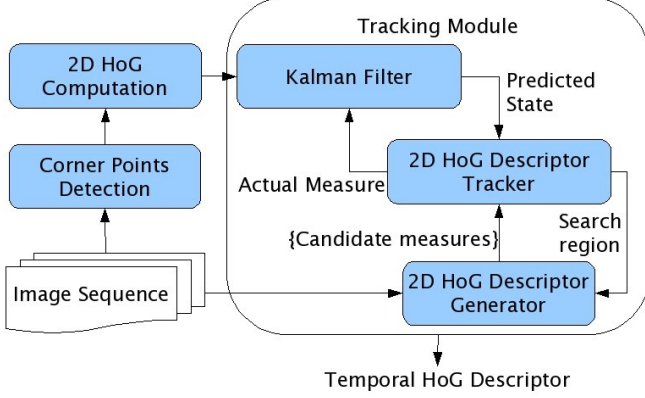 Tracking Module
2D HoG
Computation
Kalman Filter
Predicted
State
Corner Points
Detection
2D HoG Descriptor
Tracker
Actual Measure
Search
region
{Candidate measures}
Image Sequence
2D HoG Descriptor
Generator
Temporal HoG Descriptor